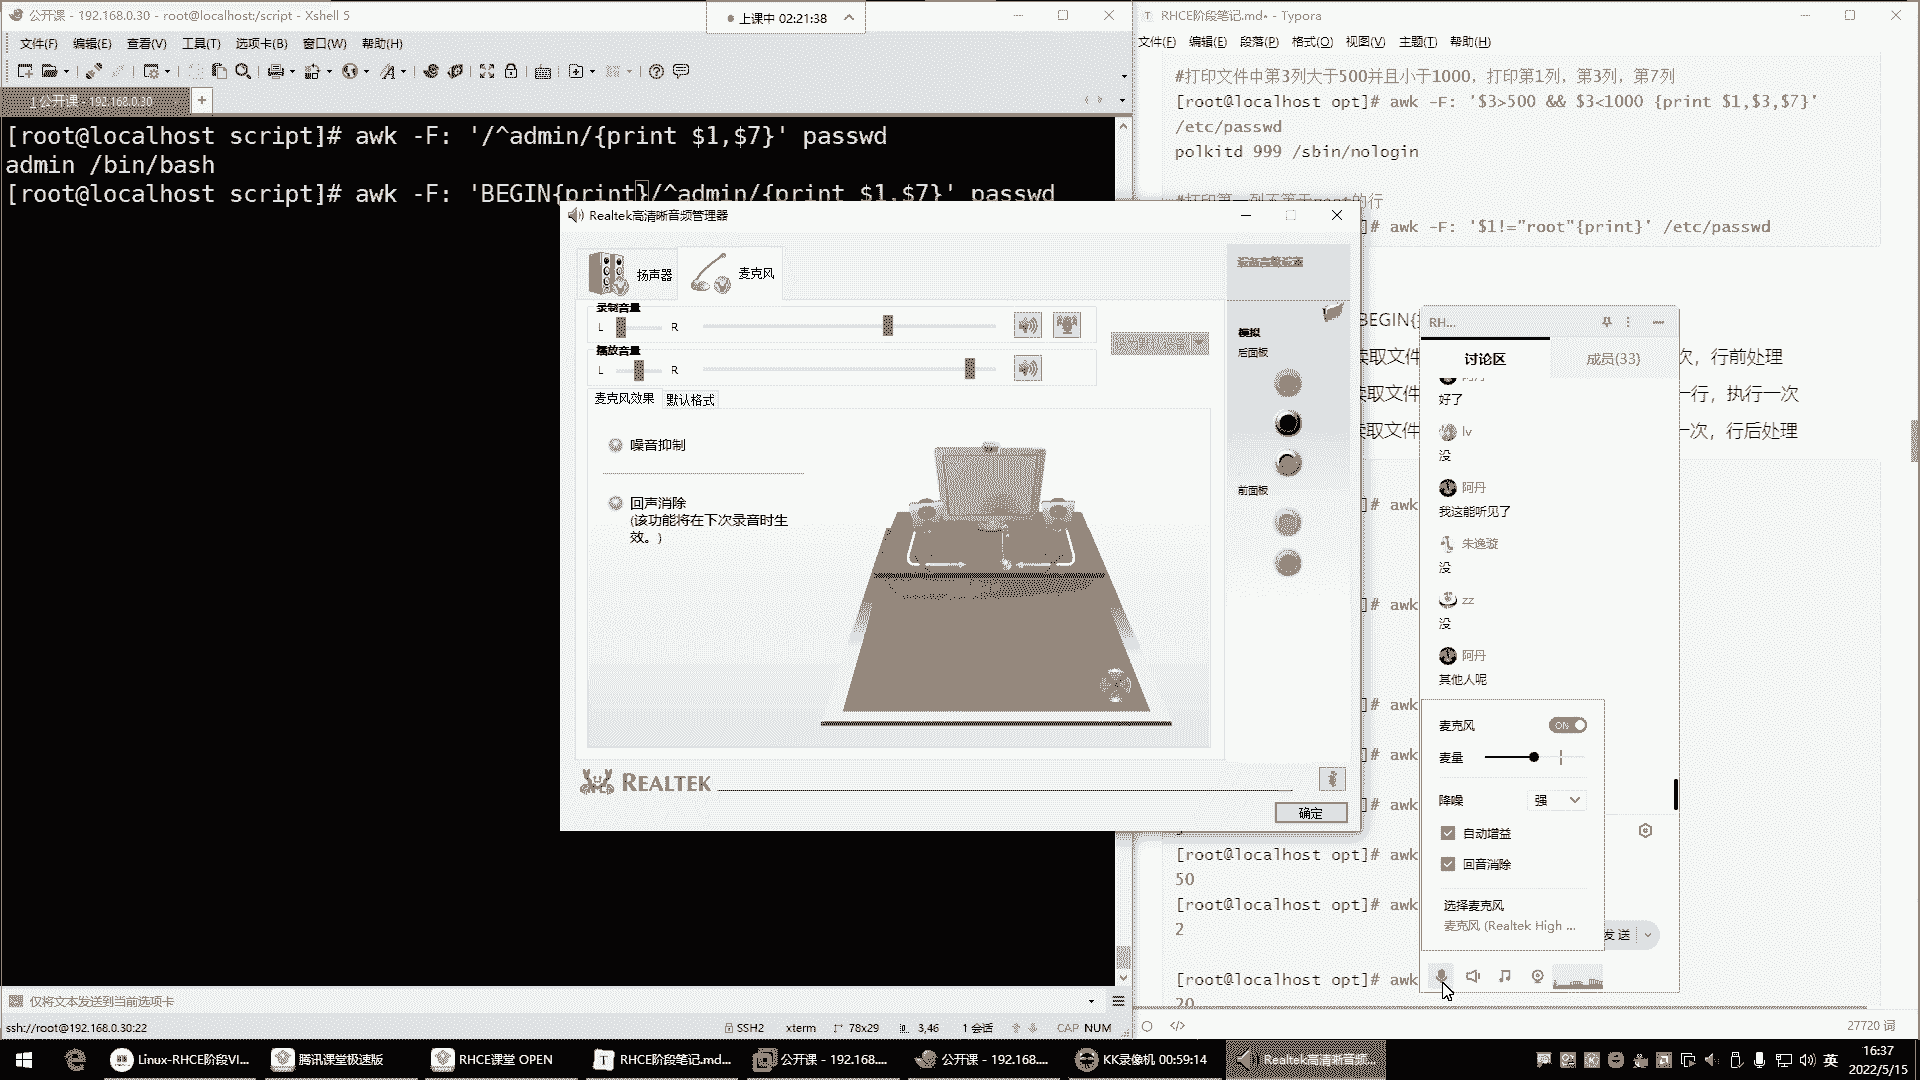 公开课 - 192.168.0.30 - root@localhost:/script - Xshell 5
上课中 02:21:38
文件(F) 编辑(E) 查看(V) 工具(T) 选项卡(B) 窗口(W) 帮助(H)
1 公开课 - 192.168.0.30
[root@localhost script]# awk -F: '/^admin/{print $1,$7}' passwd
admin /bin/bash
[root@localhost script]# awk -F: 'BEGIN{print}/^admin/{print $1,$7}' passwd
仅将文本发送到当前选项卡
ssh://root@192.168.0.30:22 SSH2 xterm 78x29 3,46 1 会话 CAP NUM
RHCE阶段笔记.md• - Typora
文件(F) 编辑(E) 段落(P) 格式(O) 视图(V) 主题(T) 帮助(H)
#打印文件中第3列大于500并且小于1000，打印第1列，第3列，第7列
[root@localhost opt]# awk -F: '$3>500 && $3<1000 {print $1,$3,$7}'
/etc/passwd
polkitd 999 /sbin/nologin
的行
]# awk -F: '$1!="root"{print}' /etc/passwd
BEGIN{
读取文件 次，行前处理
读取文件 一行，执行一次
读取文件 一次，行后处理
]# awk
]# awk
]# awk
]# awk
]# awk
[root@localhost opt]# awk
50
[root@localhost opt]# awk
2
[root@localhost opt]# awk
20
27720 词
Realtek高清晰音频管理器
扬声器
麦克风
录制音量
L R
播放音量
L R
麦克风效果
默认格式
噪音抑制
回声消除
(该功能将在下次录音时生
效。)
模拟
后面板
前面板
REALTEK
确定
RH...
讨论区
成员(33)
好了
lv
没
阿丹
我这能听见了
朱逸璇
没
zz
没
阿丹
其他人呢
麦克风 ON
麦量
降噪 强
自动增益
回音消除
选择麦克风
麦克风 (Realtek High ...
发送
Linux-RHCE阶段VI...
腾讯课堂极速版
RHCE课堂 OPEN
RHCE阶段笔记.md...
公开课 - 192.168....
公开课 - 192.168....
KK录像机 00:59:14
Realtek高清晰音频...
英
16:37
2022/5/15